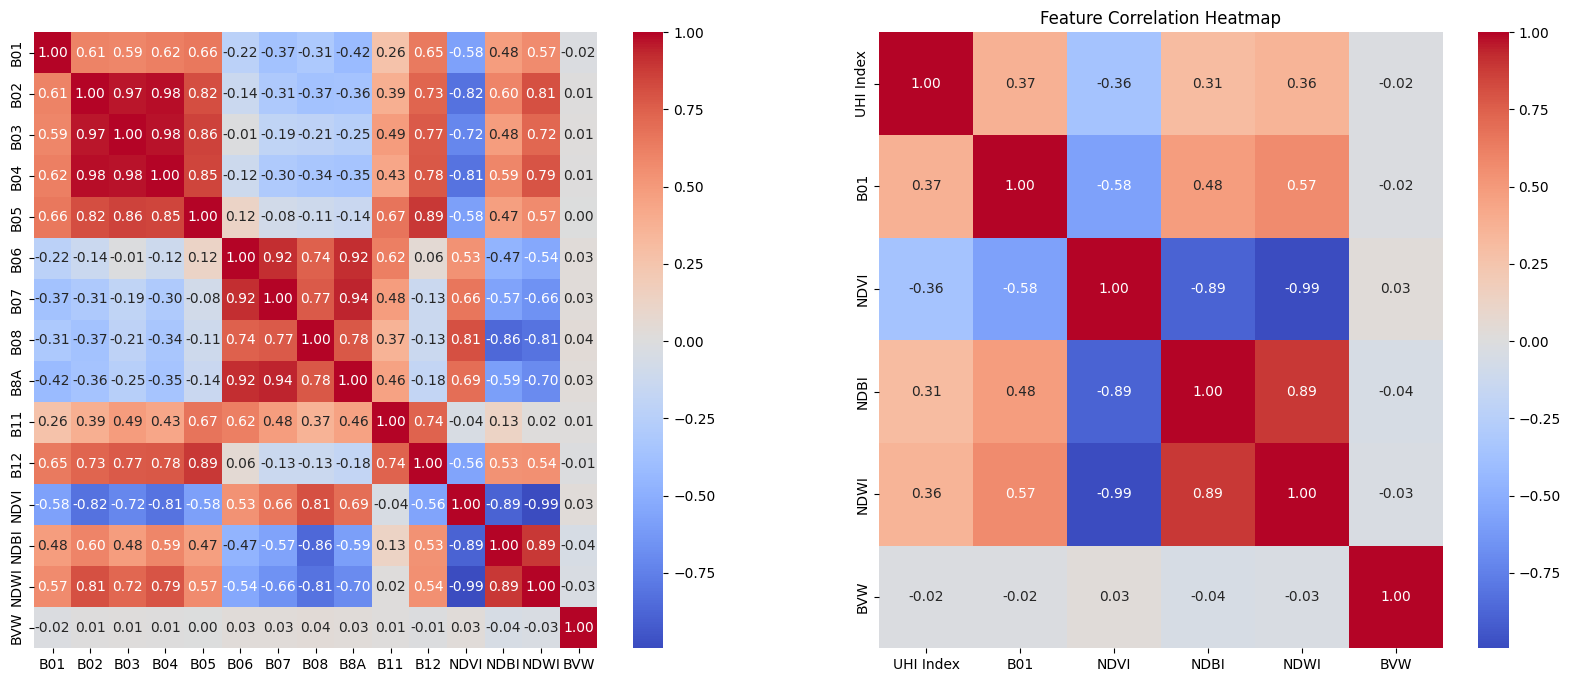 Feature Correlation Heatmap
B01 1.00 0.61 0.59 0.62 0.66 -0.22 -0.37 -0.31 -0.42 0.26 0.65 -0.58 0.48 0.57 -0.02
B02 0.61 1.00 0.97 0.98 0.82 -0.14 -0.31 -0.37 -0.36 0.39 0.73 -0.82 0.60 0.81 0.01
B03 0.59 0.97 1.00 0.98 0.86 -0.01 -0.19 -0.21 -0.25 0.49 0.77 -0.72 0.48 0.72 0.01
B04 0.62 0.98 0.98 1.00 0.85 -0.12 -0.30 -0.34 -0.35 0.43 0.78 -0.81 0.59 0.79 0.01
B05 0.66 0.82 0.86 0.85 1.00 0.12 -0.08 -0.11 -0.14 0.67 0.89 -0.58 0.47 0.57 0.00
B06 -0.22 -0.14 -0.01 -0.12 0.12 1.00 0.92 0.74 0.92 0.62 0.06 0.53 -0.47 -0.54 0.03
B07 -0.37 -0.31 -0.19 -0.30 -0.08 0.92 1.00 0.77 0.94 0.48 -0.13 0.66 -0.57 -0.66 0.03
B08 -0.31 -0.37 -0.21 -0.34 -0.11 0.74 0.77 1.00 0.78 0.37 -0.13 0.81 -0.86 -0.81 0.04
B8A -0.42 -0.36 -0.25 -0.35 -0.14 0.92 0.94 0.78 1.00 0.46 -0.18 0.69 -0.59 -0.70 0.03
B11 0.26 0.39 0.49 0.43 0.67 0.62 0.48 0.37 0.46 1.00 0.74 -0.04 0.13 0.02 0.01
B12 0.65 0.73 0.77 0.78 0.89 0.06 -0.13 -0.13 -0.18 0.74 1.00 -0.56 0.53 0.54 -0.01
NDVI -0.58 -0.82 -0.72 -0.81 -0.58 0.53 0.66 0.81 0.69 -0.04 -0.56 1.00 -0.89 -0.99 0.03
NDBI 0.48 0.60 0.48 0.59 0.47 -0.47 -0.57 -0.86 -0.59 0.13 0.53 -0.89 1.00 0.89 -0.04
NDWI 0.57 0.81 0.72 0.79 0.57 -0.54 -0.66 -0.81 -0.70 0.02 0.54 -0.99 0.89 1.00 -0.03
BVW -0.02 0.01 0.01 0.01 0.00 0.03 0.03 0.04 0.03 0.01 -0.01 0.03 -0.04 -0.03 1.00
B01 B02 B03 B04 B05 B06 B07 B08 B8A B11 B12 NDVI NDBI NDWI BVW
1.00
0.75
0.50
0.25
0.00
−0.25
−0.50
−0.75
UHI Index 1.00 0.37 -0.36 0.31 0.36 -0.02
B01 0.37 1.00 -0.58 0.48 0.57 -0.02
NDVI -0.36 -0.58 1.00 -0.89 -0.99 0.03
NDBI 0.31 0.48 -0.89 1.00 0.89 -0.04
NDWI 0.36 0.57 -0.99 0.89 1.00 -0.03
BVW -0.02 -0.02 0.03 -0.04 -0.03 1.00
UHI Index B01 NDVI NDBI NDWI BVW
1.00
0.75
0.50
0.25
0.00
−0.25
−0.50
−0.75